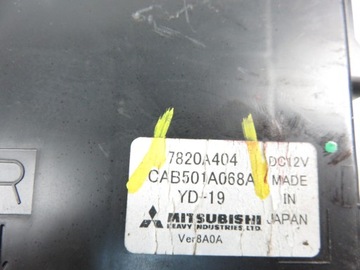 7820A404 DC12V
CAB501A068A MADE
YD-19 IN
MITSUBISHI JAPAN
HEAVY INDUSTRIES, LTD.
Ver8A0A
R